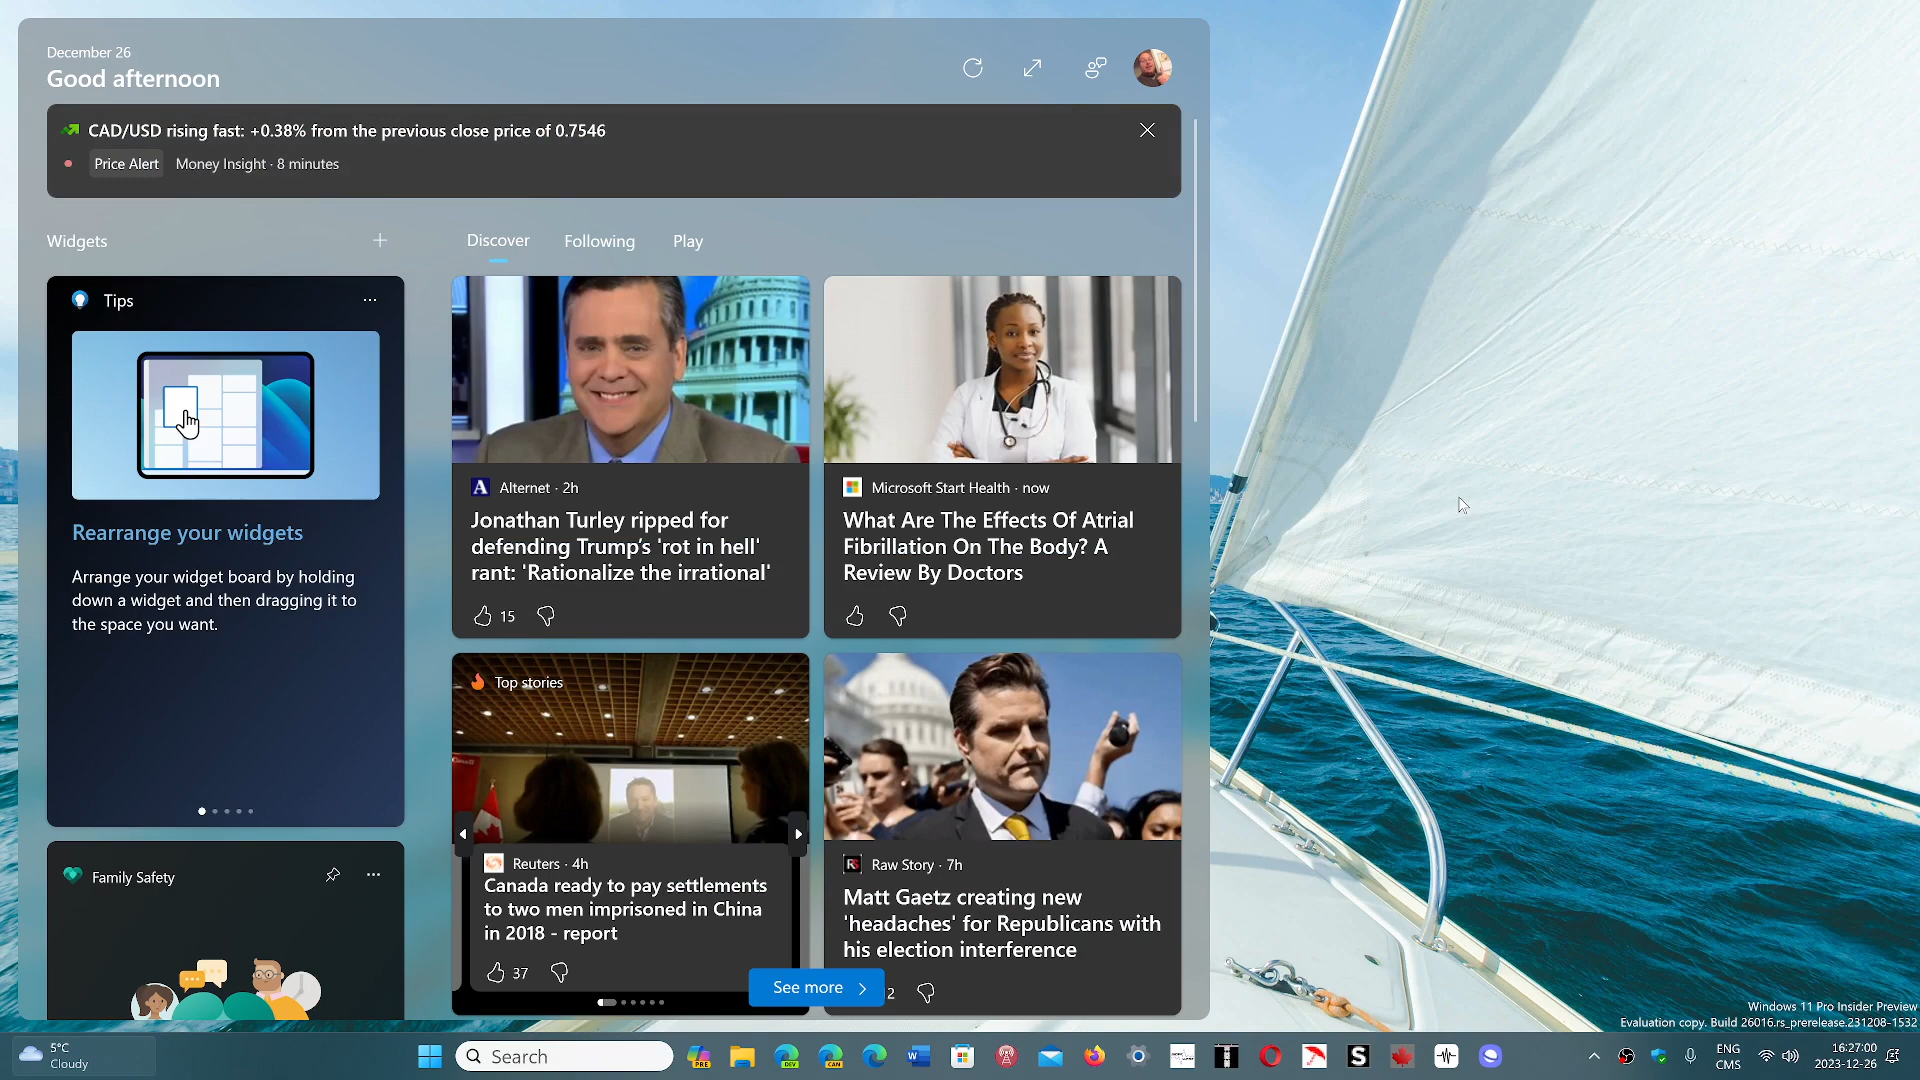 December 26
Good afternoon
CAD/USD rising fast: +0.38% from the previous close price of 0.7546
Price Alert Money Insight · 8 minutes
Widgets
Discover Following Play
Tips
Rearrange your widgets
Arrange your widget board by holding
down a widget and then dragging it to
the space you want.
Family Safety
A Alternet · 2h
Jonathan Turley ripped for
defending Trump's 'rot in hell'
rant: 'Rationalize the irrational'
15
Microsoft Start Health · now
What Are The Effects Of Atrial
Fibrillation On The Body? A
Review By Doctors
Top stories
Reuters · 4h
Canada ready to pay settlements
to two men imprisoned in China
in 2018 - report
37
RS Raw Story · 7h
Matt Gaetz creating new
'headaches' for Republicans with
his election interference
2
See more
Windows 11 Pro Insider Preview
Evaluation copy. Build 26016.rs_prerelease.231208-1532
5°C
Cloudy
Search
PRE
DEV
CAN
W
S
ENG
CMS
16:27:00
2023-12-26